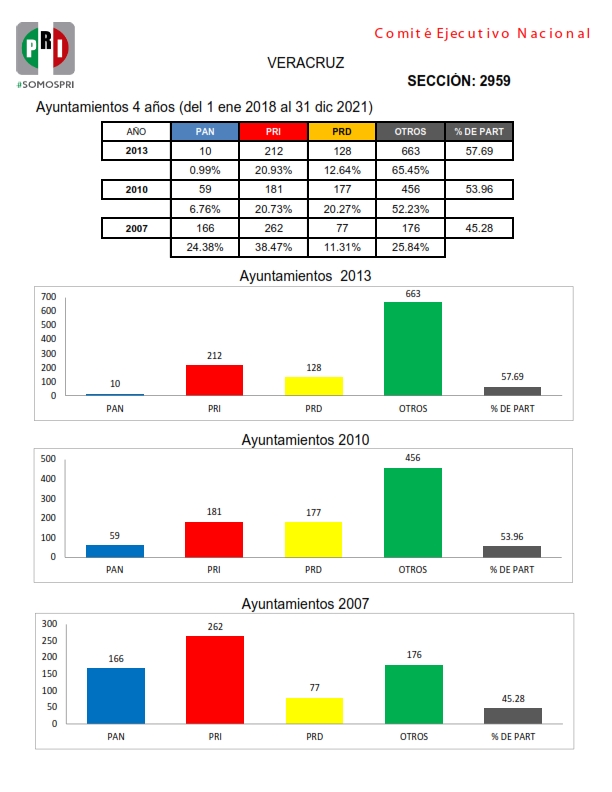 Comité Ejecutivo Nacional
PRI
#SOMOSPRI
VERACRUZ
SECCIÓN: 2959
Ayuntamientos 4 años (del 1 ene 2018 al 31 dic 2021)
AÑO PAN PRI PRD OTROS % DE PART
2013 10 212 128 663 57.69
0.99% 20.93% 12.64% 65.45%
2010 59 181 177 456 53.96
6.76% 20.73% 20.27% 52.23%
2007 166 262 77 176 45.28
24.38% 38.47% 11.31% 25.84%
Ayuntamientos 2013
700
600
500
400
300
200
100
0
10 212 128 663 57.69
PAN PRI PRD OTROS % DE PART
Ayuntamientos 2010
500
400
300
200
100
0
59 181 177 456 53.96
PAN PRI PRD OTROS % DE PART
Ayuntamientos 2007
300
250
200
150
100
50
0
166 262 77 176 45.28
PAN PRI PRD OTROS % DE PART